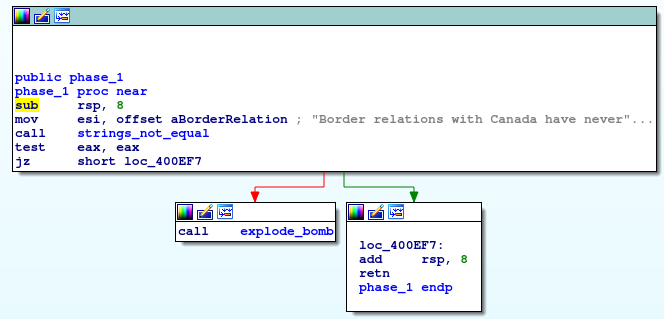 public phase_1
phase_1 proc near
sub rsp, 8
mov esi, offset aBorderRelation ; "Border relations with Canada have never"...
call strings_not_equal
test eax, eax
jz short loc_400EF7
call explode_bomb
loc_400EF7:
add rsp, 8
retn
phase_1 endp